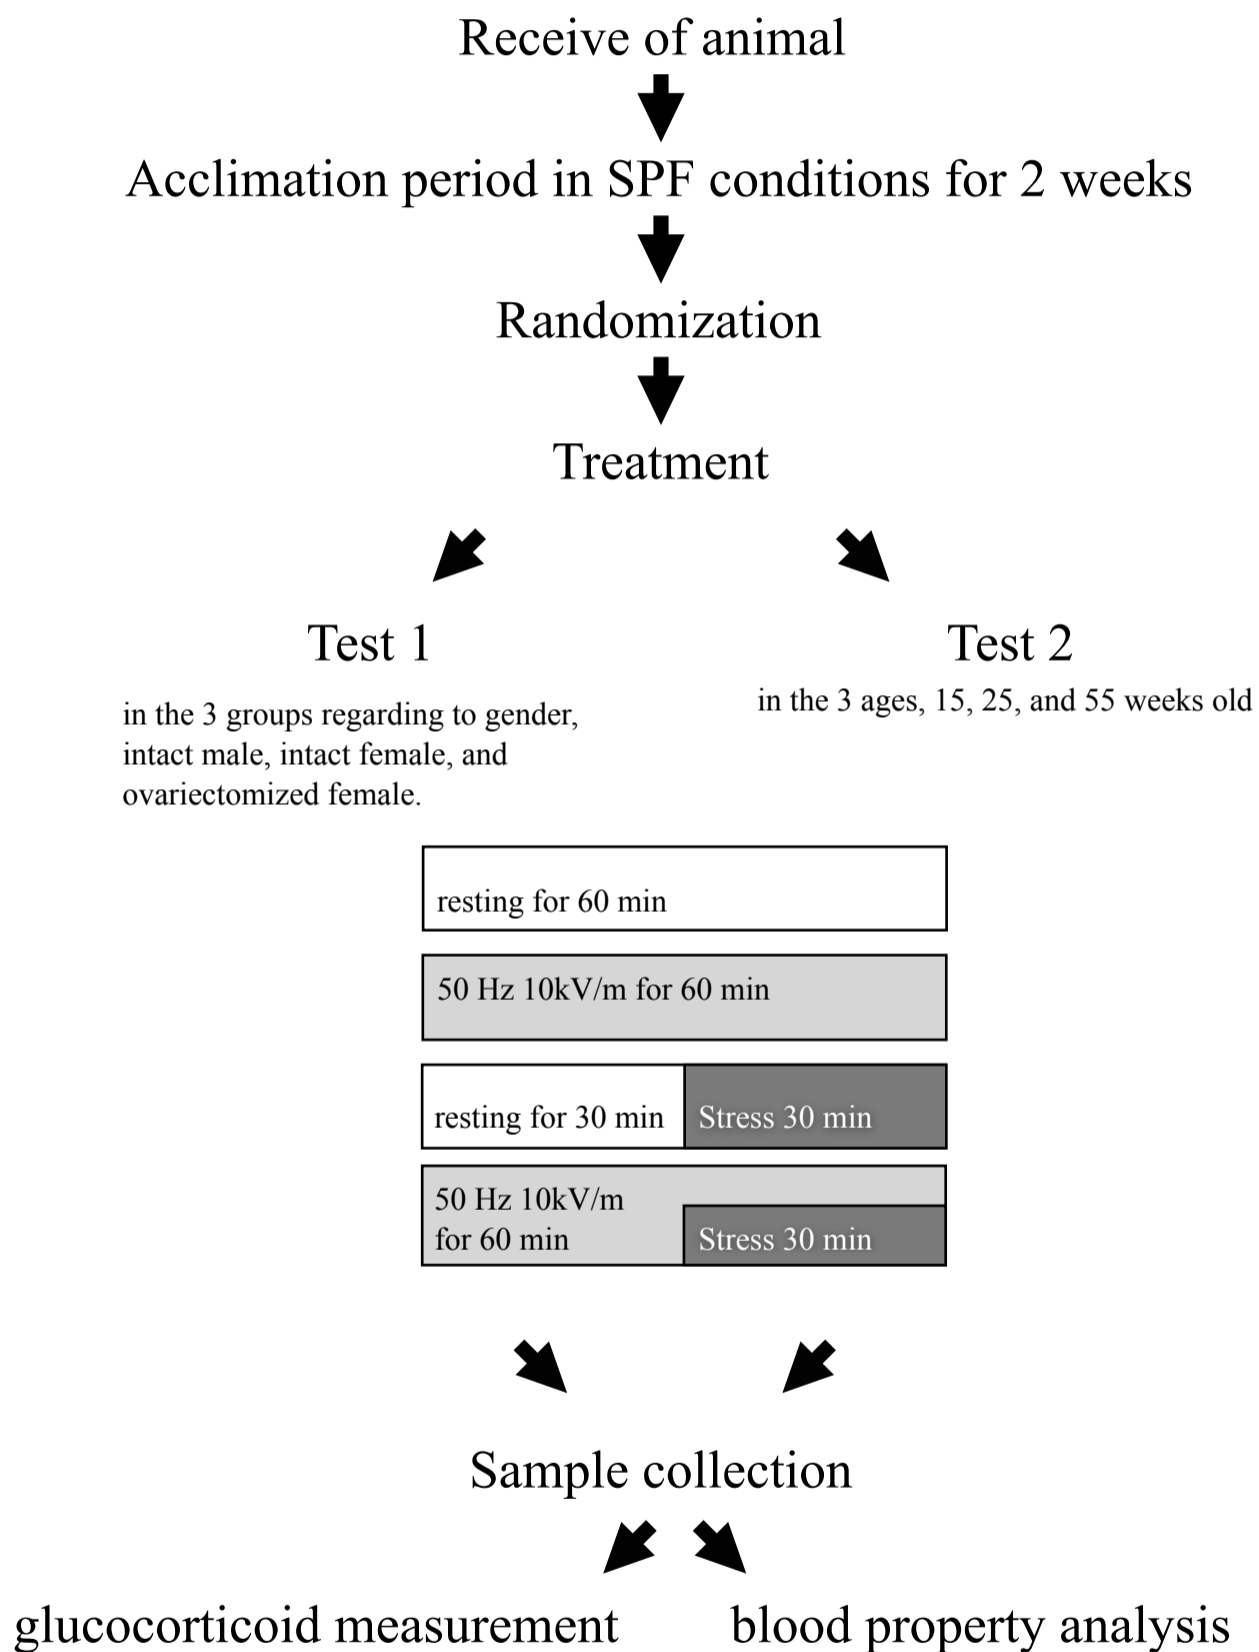 Receive of animal
Acclimation period in SPF conditions for 2 weeks
Randomization
Treatment
Test 1
in the 3 groups regarding to gender,
intact male, intact female, and
ovariectomized female.
Test 2
in the 3 ages, 15, 25, and 55 weeks old
resting for 60 min
50 Hz 10kV/m for 60 min
resting for 30 min
Stress 30 min
50 Hz 10kV/m
for 60 min
Stress 30 min
Sample collection
glucocorticoid measurement
blood property analysis